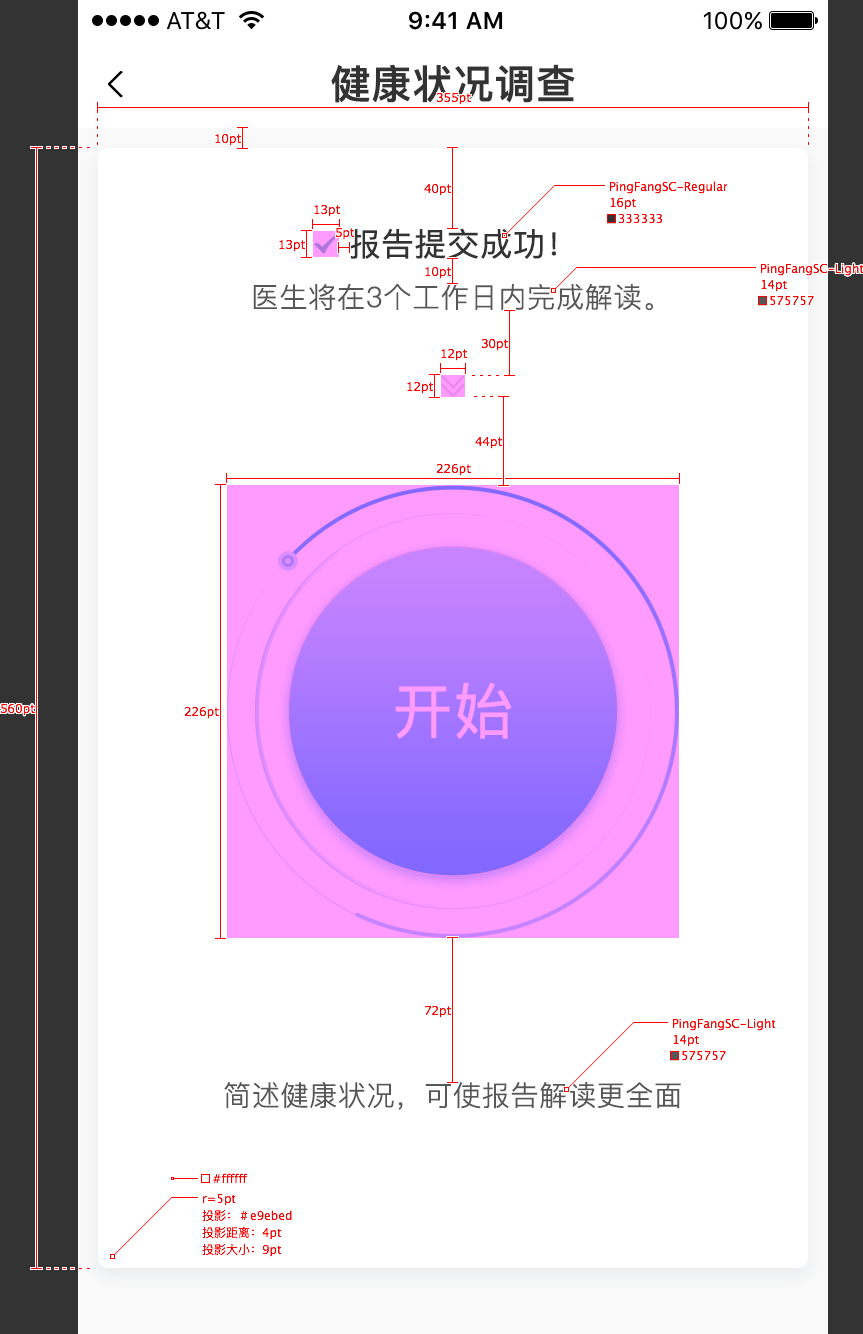 AT&T 9:41 AM 100%
健康状况调查
355pt
10pt
40pt
PingFangSC-Regular
16pt
333333
13pt
13pt
5pt
报告提交成功！
10pt
PingFangSC-Light
14pt
575757
医生将在3个工作日内完成解读。
30pt
12pt
12pt
44pt
226pt
226pt
开始
560pt
72pt
PingFangSC-Light
14pt
575757
简述健康状况，可使报告解读更全面
#ffffff
r=5pt
投影：#e9ebed
投影距离：4pt
投影大小：9pt